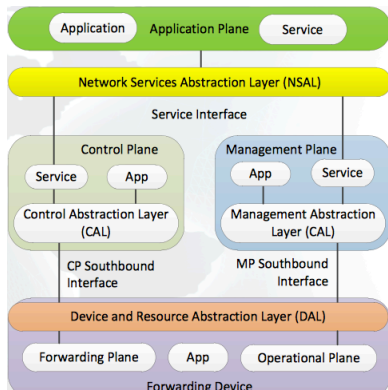 Application
Application Plane
Service
Network Services Abstraction Layer (NSAL)
Service Interface
Control Plane
Management Plane
Service
App
App
Service
Control Abstraction Layer
(CAL)
Management Abstraction
Layer (CAL)
CP Southbound
Interface
MP Southbound
Interface
Device and Resource Abstraction Layer (DAL)
Forwarding Plane
App
Operational Plane
Forwarding Device